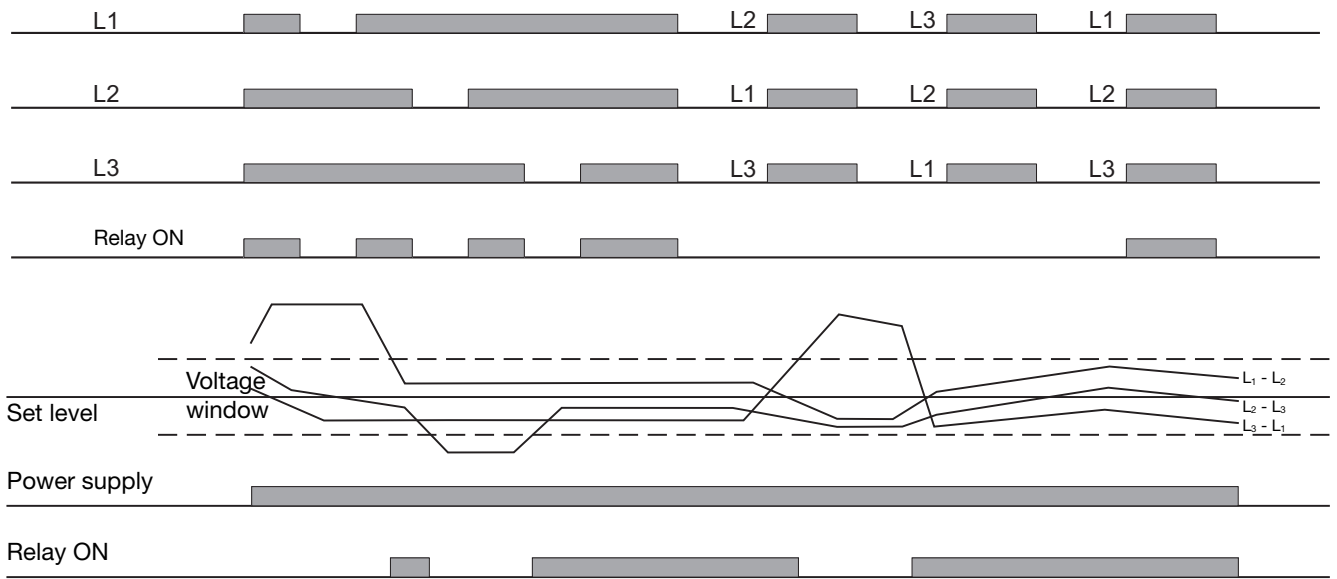 L1 L2 L3 L1
L2 L1 L2 L2
L3 L3 L1 L3
Relay ON
Voltage
window
Set level
L₁ - L₂
L₂ - L₃
L₃ - L₁
Power supply
Relay ON